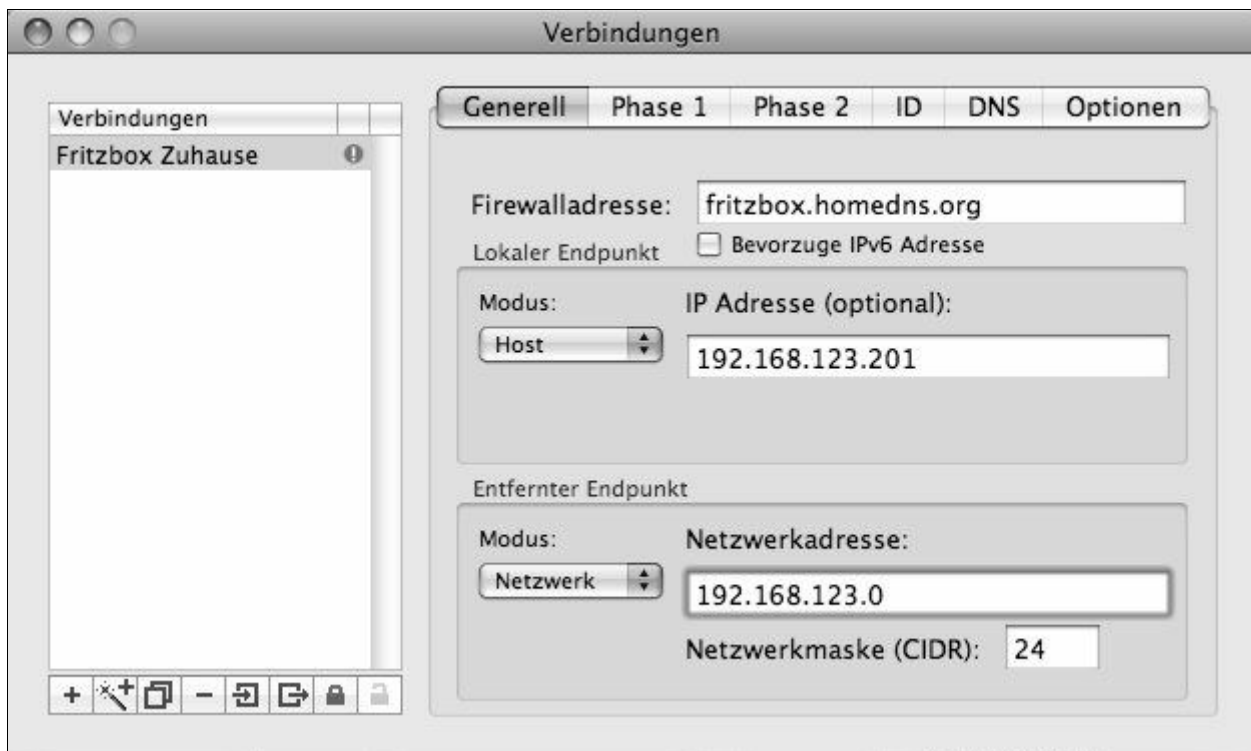 Verbindungen
Verbindungen
Fritzbox Zuhause
Generell Phase 1 Phase 2 ID DNS Optionen
Firewalladresse: fritzbox.homedns.org
Bevorzuge IPv6 Adresse
Lokaler Endpunkt
Modus: IP Adresse (optional):
Host 192.168.123.201
Entfernter Endpunkt
Modus: Netzwerkadresse:
Netzwerk 192.168.123.0
Netzwerkmaske (CIDR): 24